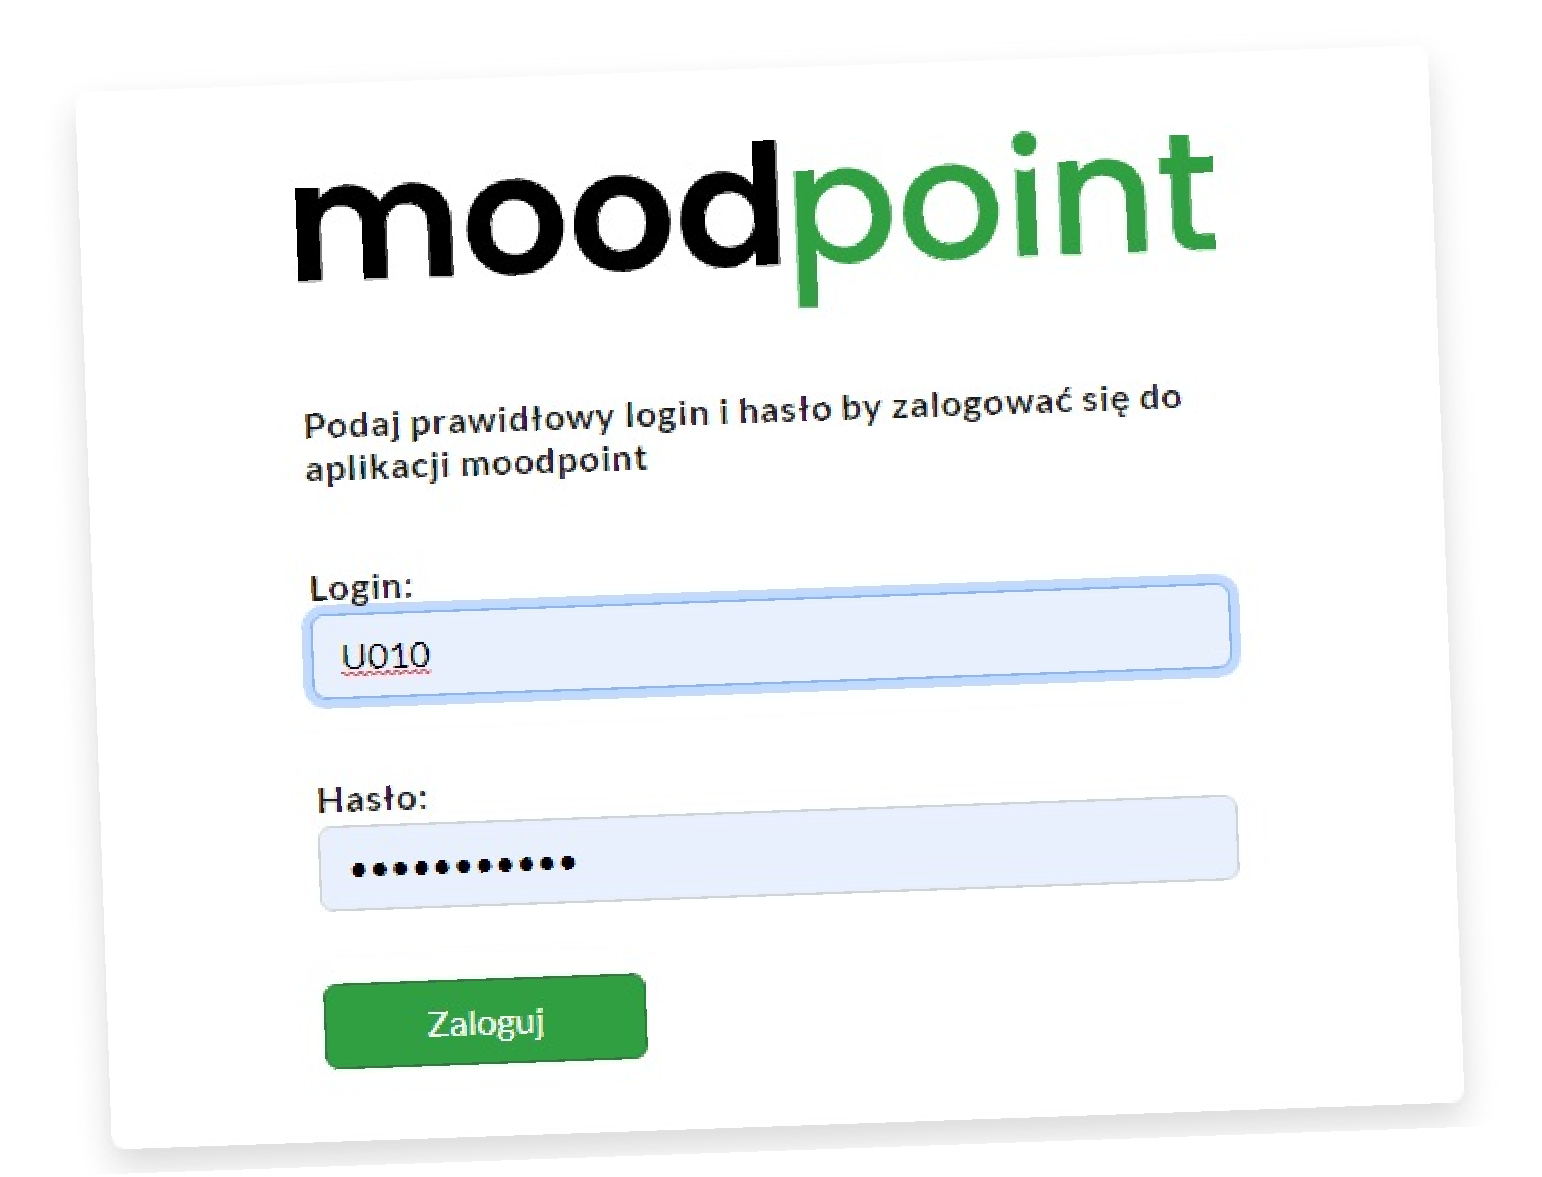 moodpoint
Podaj prawidłowy login i hasło by zalogować się do
aplikacji moodpoint
Login:
U010
Hasło:
•••••••••••
Zaloguj